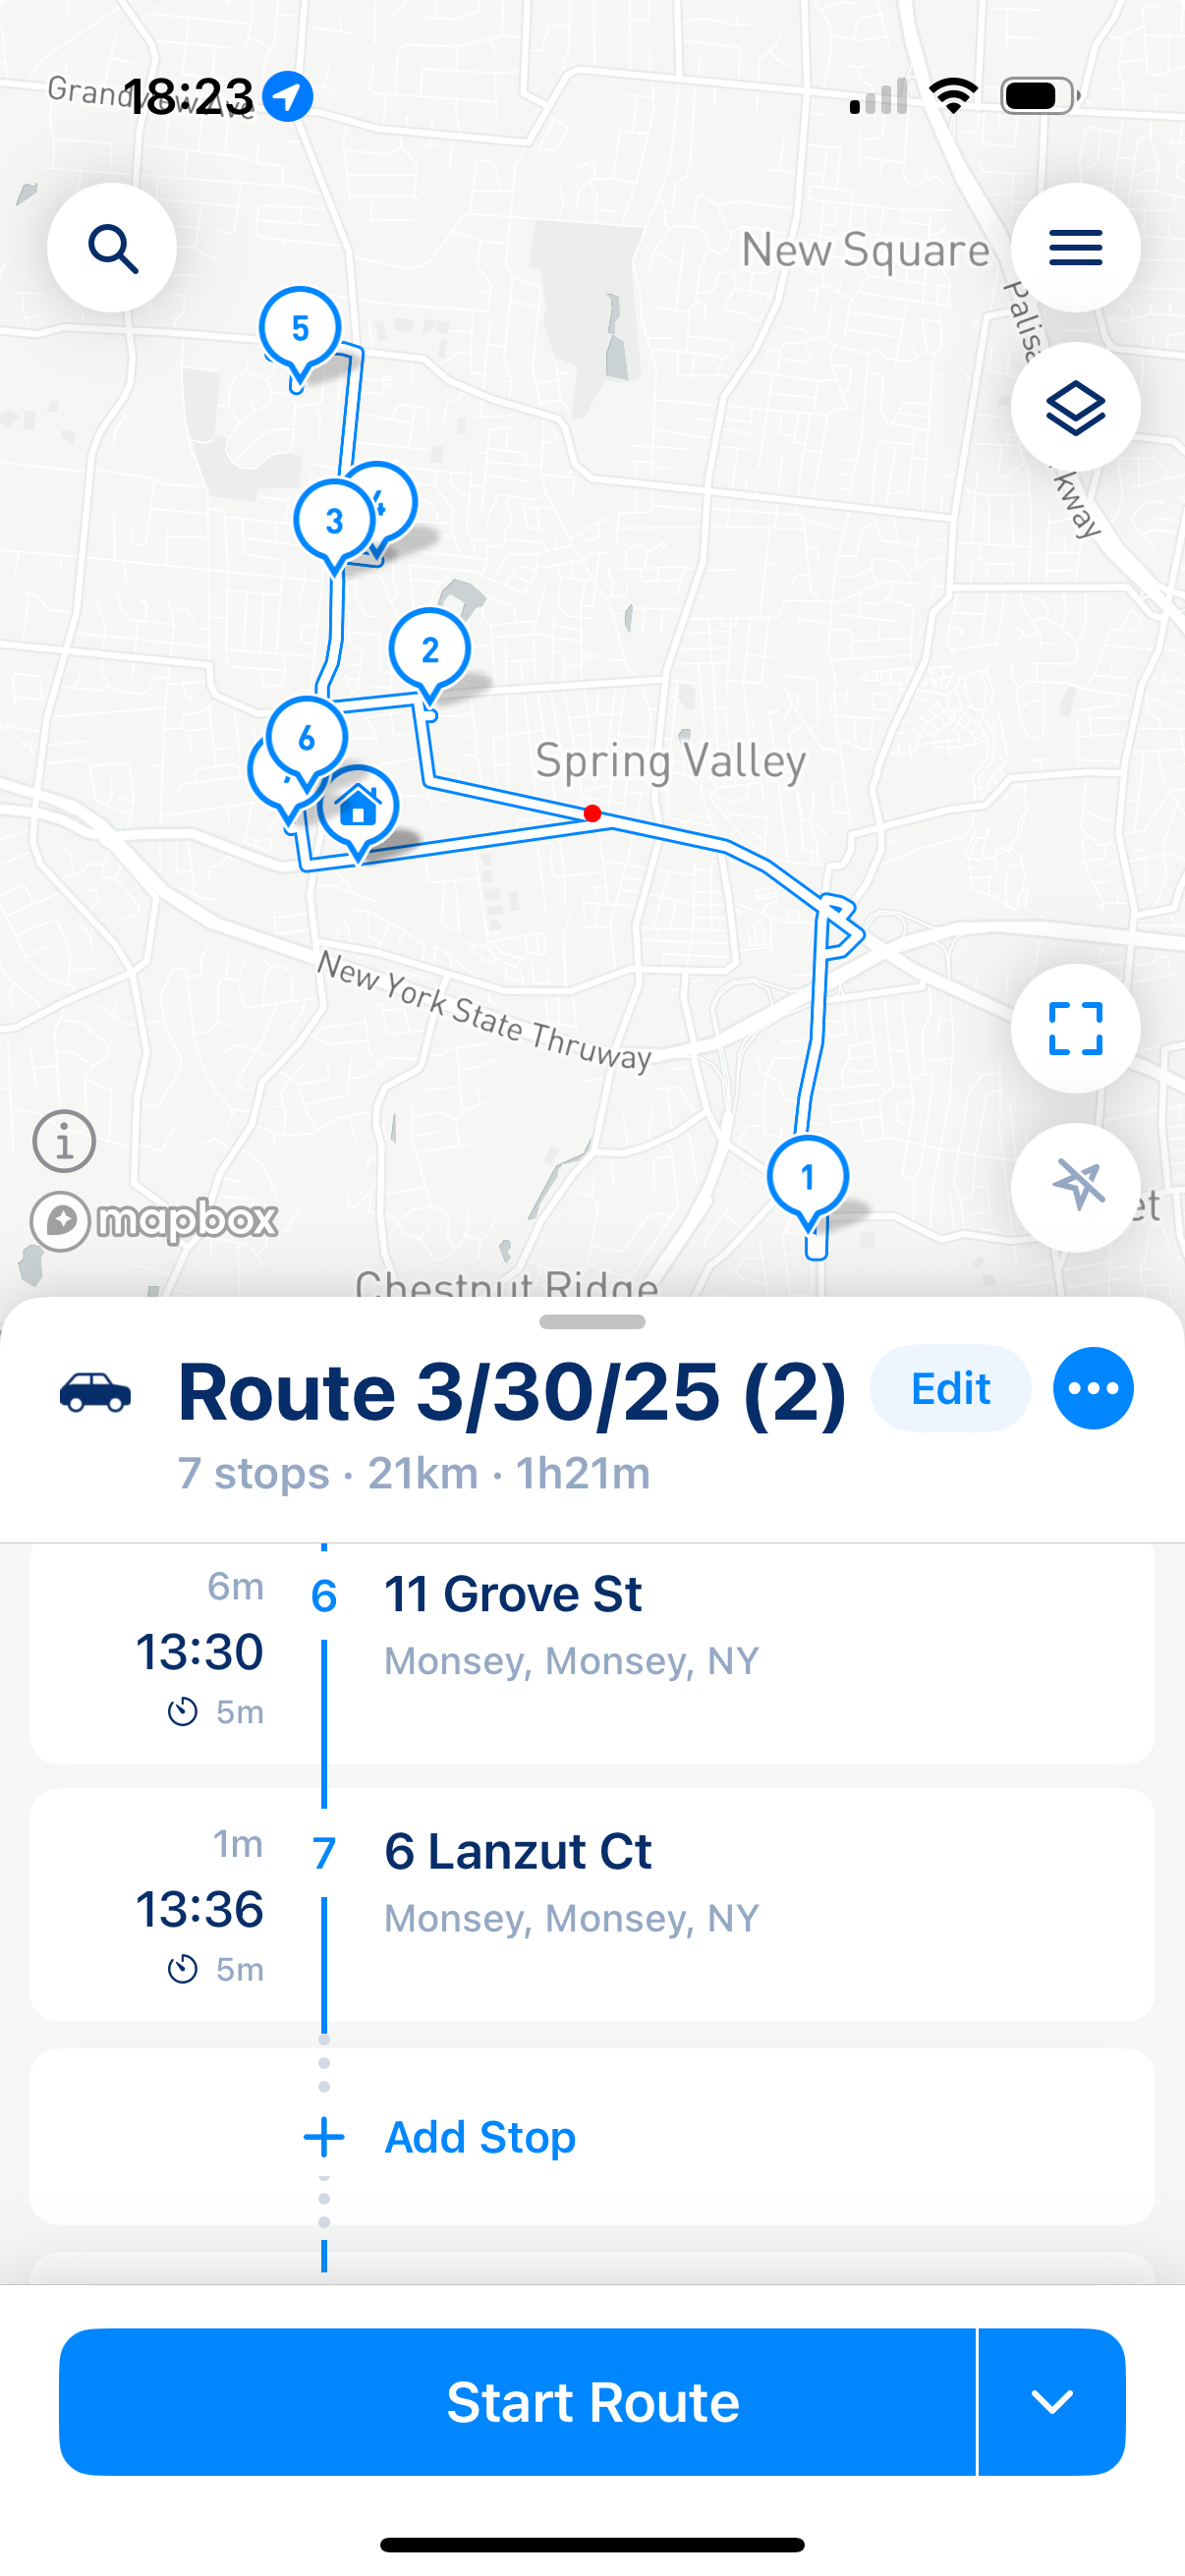 18:23
New Square
5
4
3
2
6
Spring Valley
New York State Thruway
1
mapbox
Chestnut Ridge
Route 3/30/25 (2)
Edit
7 stops · 21km · 1h21m
6m
6
11 Grove St
13:30
Monsey, Monsey, NY
5m
1m
7
6 Lanzut Ct
13:36
Monsey, Monsey, NY
5m
Add Stop
Start Route